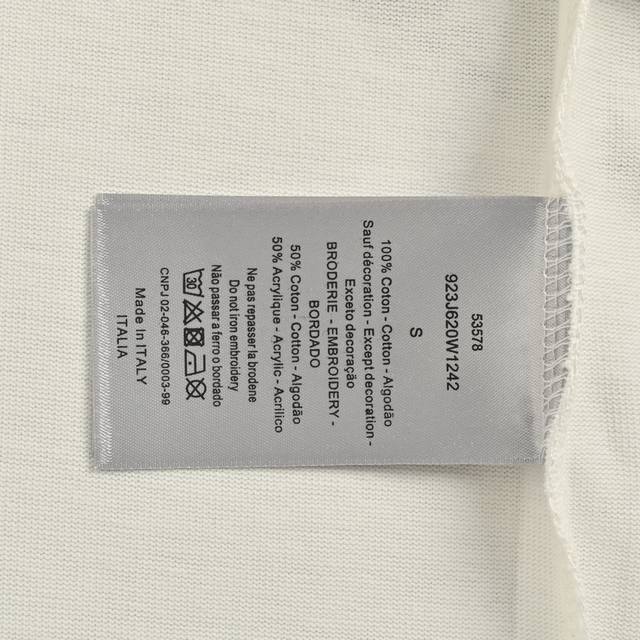 53578
923J620W1242
S
100% Coton - Cotton - Algodão
Sauf décoration - Except decoration -
Exceto decoração
BRODERIE - EMBROIDERY -
BORDADO
50% Coton - Cotton - Algodão
50% Acrylique - Acrylic - Acrilico
Ne pas repasser la broderie
Do not iron embroidery
Não passar a ferro o bordado
30
CNPJ 02-046-366/0003-99
Made In ITALY
ITALIA